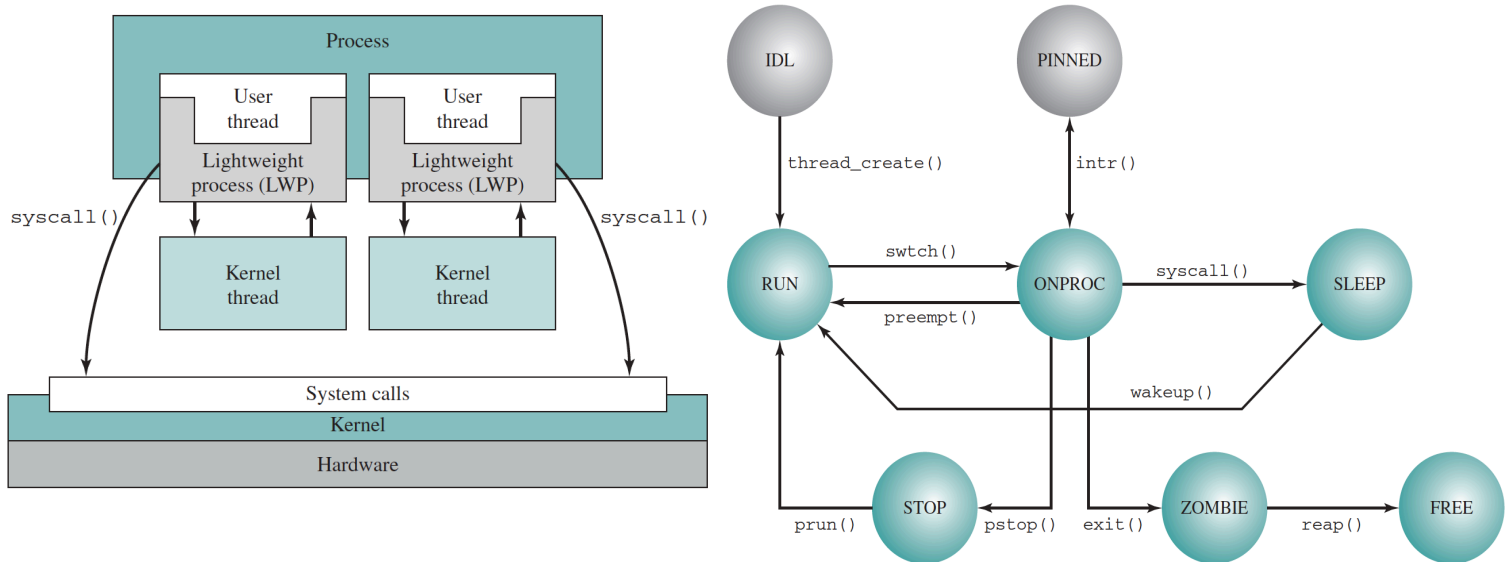 Process
User
thread
User
thread
Lightweight
process (LWP)
Lightweight
process (LWP)
syscall()
syscall()
Kernel
thread
Kernel
thread
System calls
Kernel
Hardware
IDL
PINNED
thread_create()
intr()
RUN
swtch()
preempt()
ONPROC
syscall()
SLEEP
wakeup()
STOP
prun()
pstop()
exit()
ZOMBIE
reap()
FREE